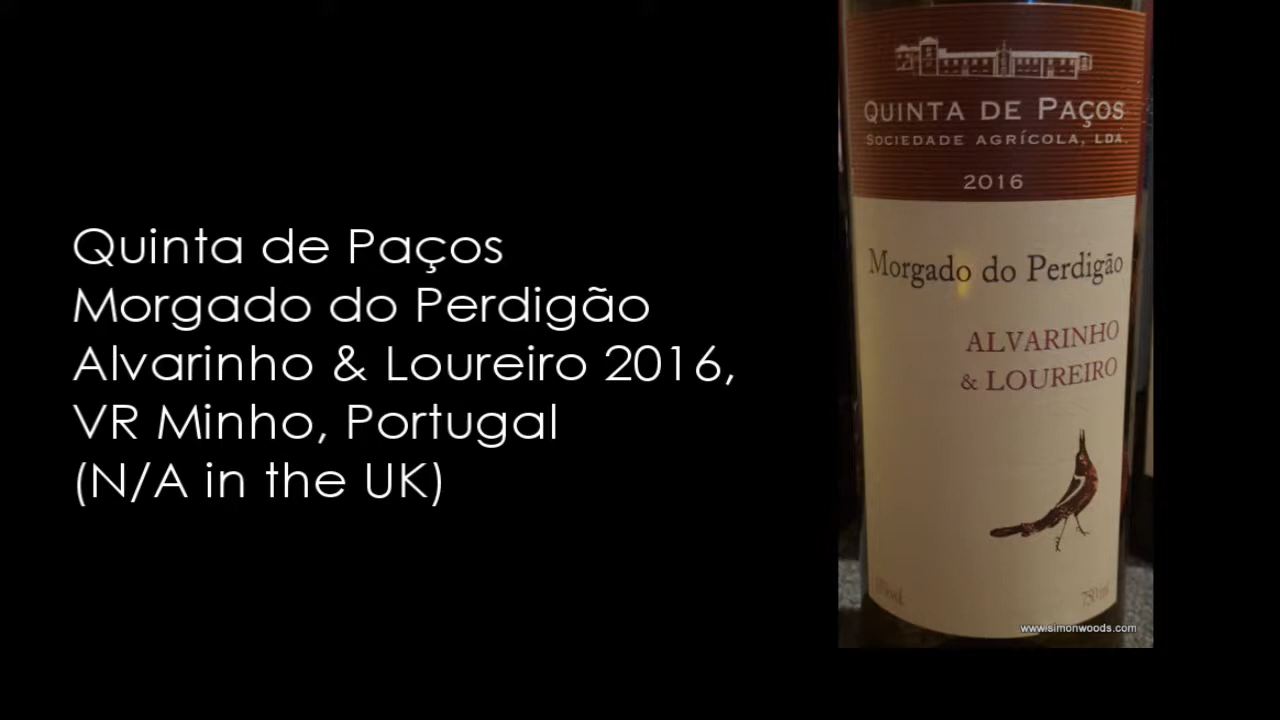 Quinta de Paços
Morgado do Perdigão
Alvarinho & Loureiro 2016,
VR Minho, Portugal
(N/A in the UK)
QUINTA DE PAÇOS
SOCIEDADE AGRÍCOLA, LDA.
2016
Morgado do Perdigão
ALVARINHO
& LOUREIRO
750 ml
www.simonwoods.com